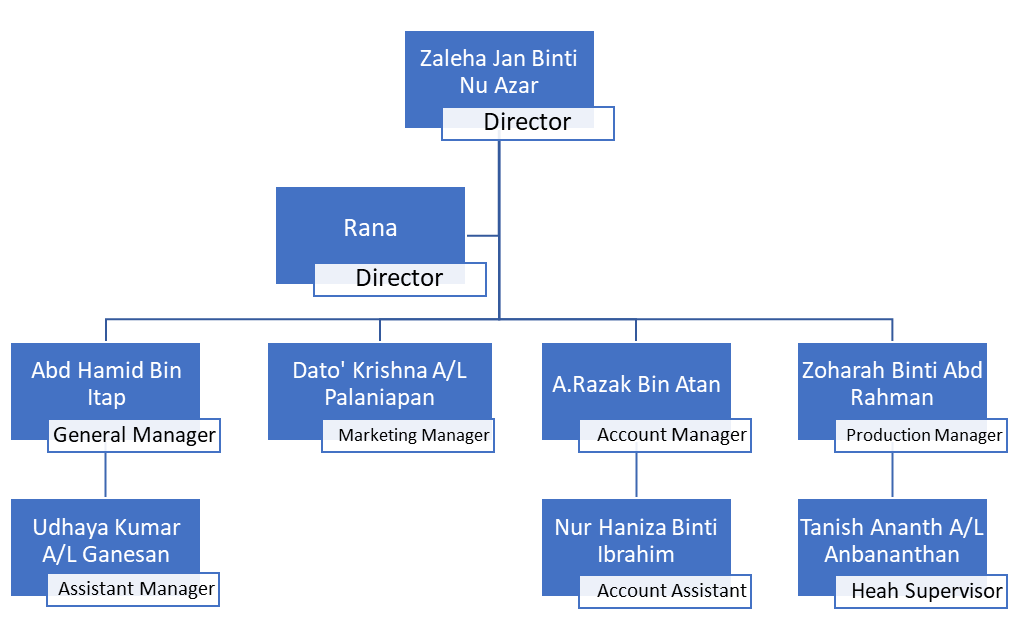 Zaleha Jan Binti
Nu Azar
Director
Rana
Director
Abd Hamid Bin
Itap
General Manager
Dato' Krishna A/L
Palaniapan
Marketing Manager
A.Razak Bin Atan
Account Manager
Zoharah Binti Abd
Rahman
Production Manager
Udhaya Kumar
A/L Ganesan
Assistant Manager
Nur Haniza Binti
Ibrahim
Account Assistant
Tanish Ananth A/L
Anbananthan
Heah Supervisor